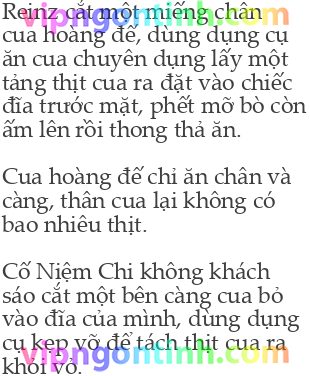 Reinz cắt một miếng chân
cua hoàng đế, dùng dụng cụ
ăn cua chuyên dụng lấy một
tảng thịt cua ra đặt vào chiếc
đĩa trước mặt, phết mỡ bò còn
ấm lên rồi thong thả ăn.
Cua hoàng đế chỉ ăn chân và
càng, thân cua lại không có
bao nhiêu thịt.
Cố Niệm Chi không khách
sáo cắt một bên càng cua bỏ
vào đĩa của mình, dùng dụng
cụ kẹp vỡ để tách thịt cua ra
khỏi vỏ.
vipngontinh.com
vipngontinh.com